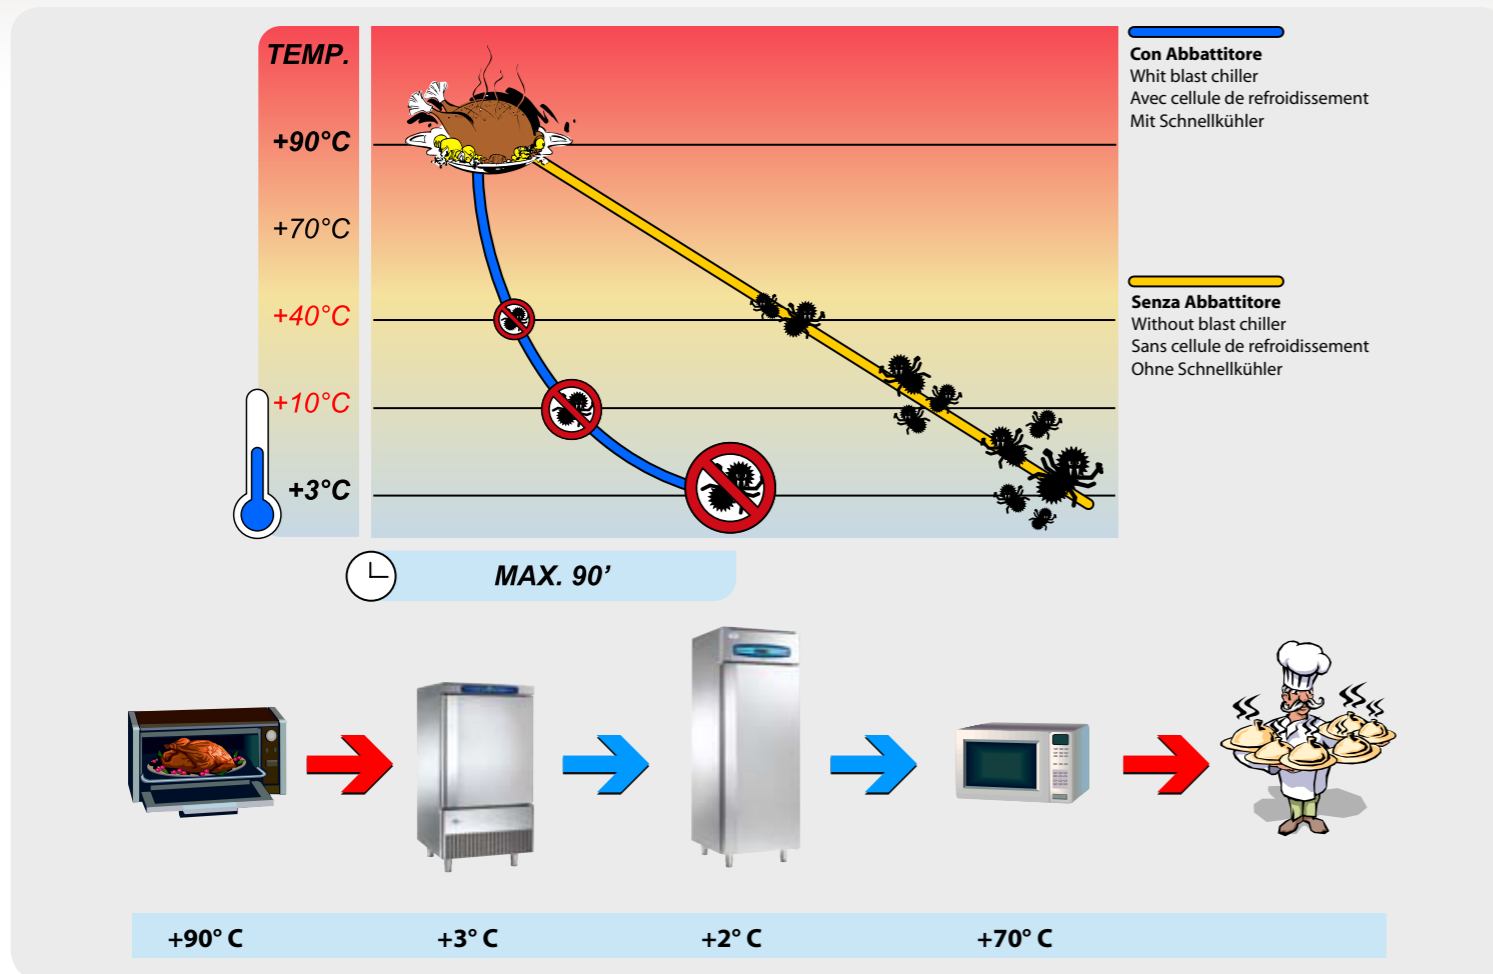 TEMP.
+90°C
+70°C
+40°C
+10°C
+3°C
Con Abbattitore
Whit blast chiller
Avec cellule de refroidissement
Mit Schnellkühler
Senza Abbattitore
Without blast chiller
Sans cellule de refroidissement
Ohne Schnellkühler
MAX. 90’
+90° C +3° C +2° C +70° C